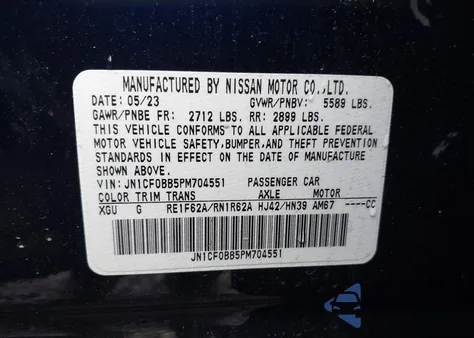 MANUFACTURED BY NISSAN MOTOR CO.,LTD.
DATE: 05/23 GVWR/PNBV: 5589 LBS.
GAWR/PNBE FR: 2712 LBS. RR: 2899 LBS.
THIS VEHICLE CONFORMS TO ALL APPLICABLE FEDERAL
MOTOR VEHICLE SAFETY,BUMPER,AND THEFT PREVENTION
STANDARDS IN EFFECT ON THE DATE OF MANUFACTURE
SHOWN ABOVE.
VIN: JN1CF0BB5PM704551 PASSENGER CAR
COLOR TRIM TRANS AXLE MOTOR
XGU G RE1F62A/RN1R62A HJ42/HN39 AM67 ----CC
JN1CF0BB5PM704551